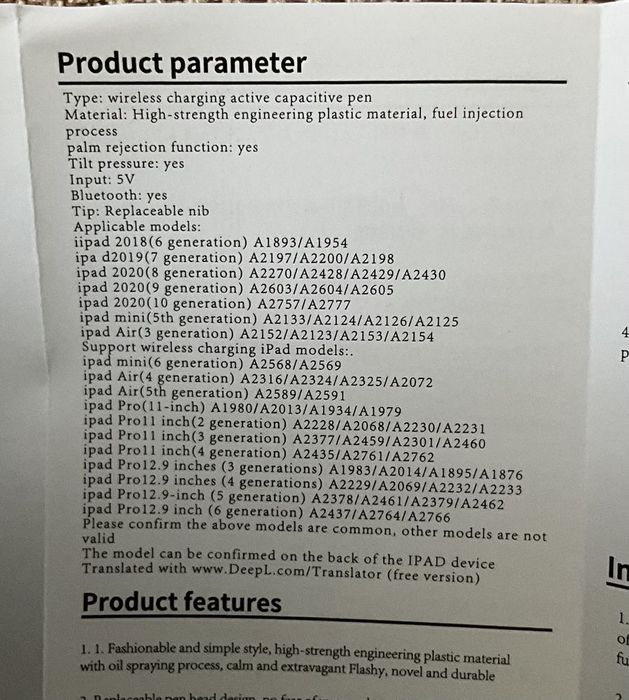 Product parameter
Type: wireless charging active capacitive pen
Material: High-strength engineering plastic material, fuel injection
process
palm rejection function: yes
Tilt pressure: yes
Input: 5V
Bluetooth: yes
Tip: Replaceable nib
Applicable models:
iipad 2018(6 generation) A1893/A1954
ipa d2019(7 generation) A2197/A2200/A2198
ipad 2020(8 generation) A2270/A2428/A2429/A2430
ipad 2020(9 generation) A2603/A2604/A2605
ipad 2020(10 generation) A2757/A2777
ipad mini(5th generation) A2133/A2124/A2126/A2125
ipad Air(3 generation) A2152/A2123/A2153/A2154
Support wireless charging iPad models:.
ipad mini(6 generation) A2568/A2569
ipad Air(4 generation) A2316/A2324/A2325/A2072
ipad Air(5th generation) A2589/A2591
ipad Pro(11-inch) A1980/A2013/A1934/A1979
ipad Pro11 inch(2 generation) A2228/A2068/A2230/A2231
ipad Pro11 inch(3 generation) A2377/A2459/A2301/A2460
ipad Pro11 inch(4 generation) A2435/A2761/A2762
ipad Pro12.9 inches (3 generations) A1983/A2014/A1895/A1876
ipad Pro12.9 inches (4 generations) A2229/A2069/A2232/A2233
ipad Pro12.9-inch (5 generation) A2378/A2461/A2379/A2462
ipad Pro12.9 inch (6 generation) A2437/A2764/A2766
Please confirm the above models are common, other models are not
valid
The model can be confirmed on the back of the IPAD device
Translated with www.DeepL.com/Translator (free version)
Product features
1. 1. Fashionable and simple style, high-strength engineering plastic material
with oil spraying process, calm and extravagant Flashy, novel and durable
4
P
In
1.
of
fu